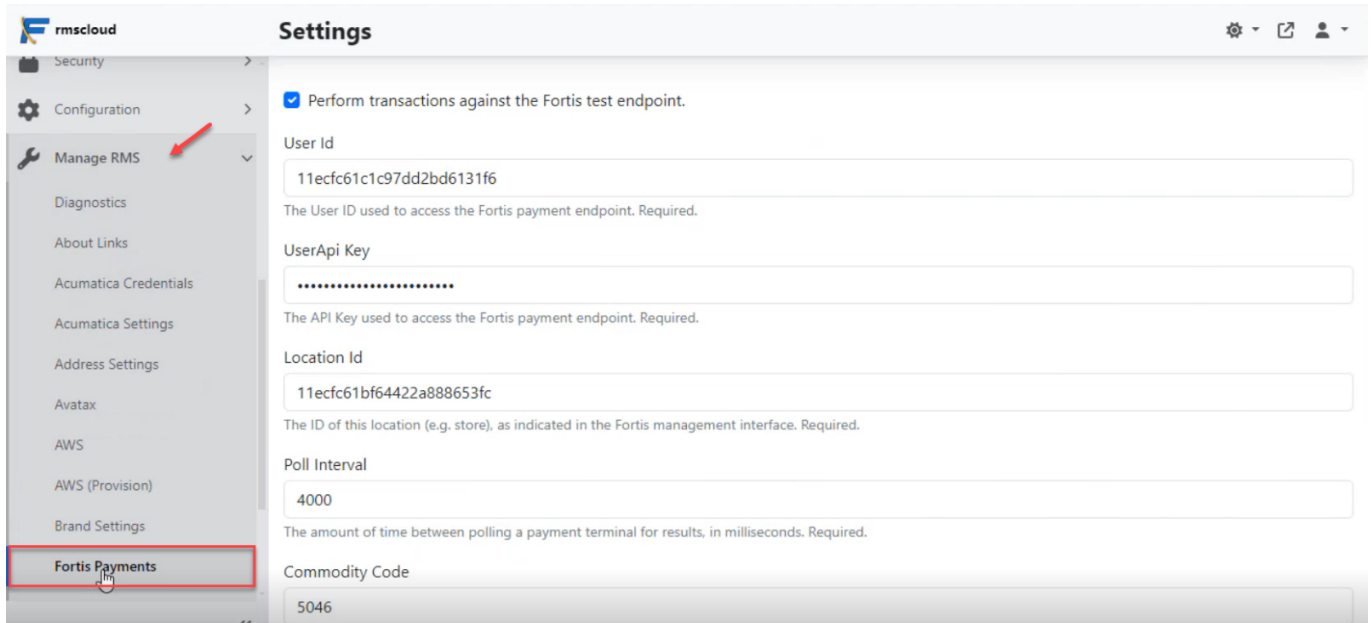 rmscloud
Settings
Security
Configuration
Manage RMS
Diagnostics
About Links
Acumatica Credentials
Acumatica Settings
Address Settings
Avatax
AWS
AWS (Provision)
Brand Settings
Fortis Payments
Perform transactions against the Fortis test endpoint.
User Id
11ecfc61c1c97dd2bd6131f6
The User ID used to access the Fortis payment endpoint. Required.
UserApi Key
••••••••••••••••••••••••
The API Key used to access the Fortis payment endpoint. Required.
Location Id
11ecfc61bf64422a888653fc
The ID of this location (e.g. store), as indicated in the Fortis management interface. Required.
Poll Interval
4000
The amount of time between polling a payment terminal for results, in milliseconds. Required.
Commodity Code
5046